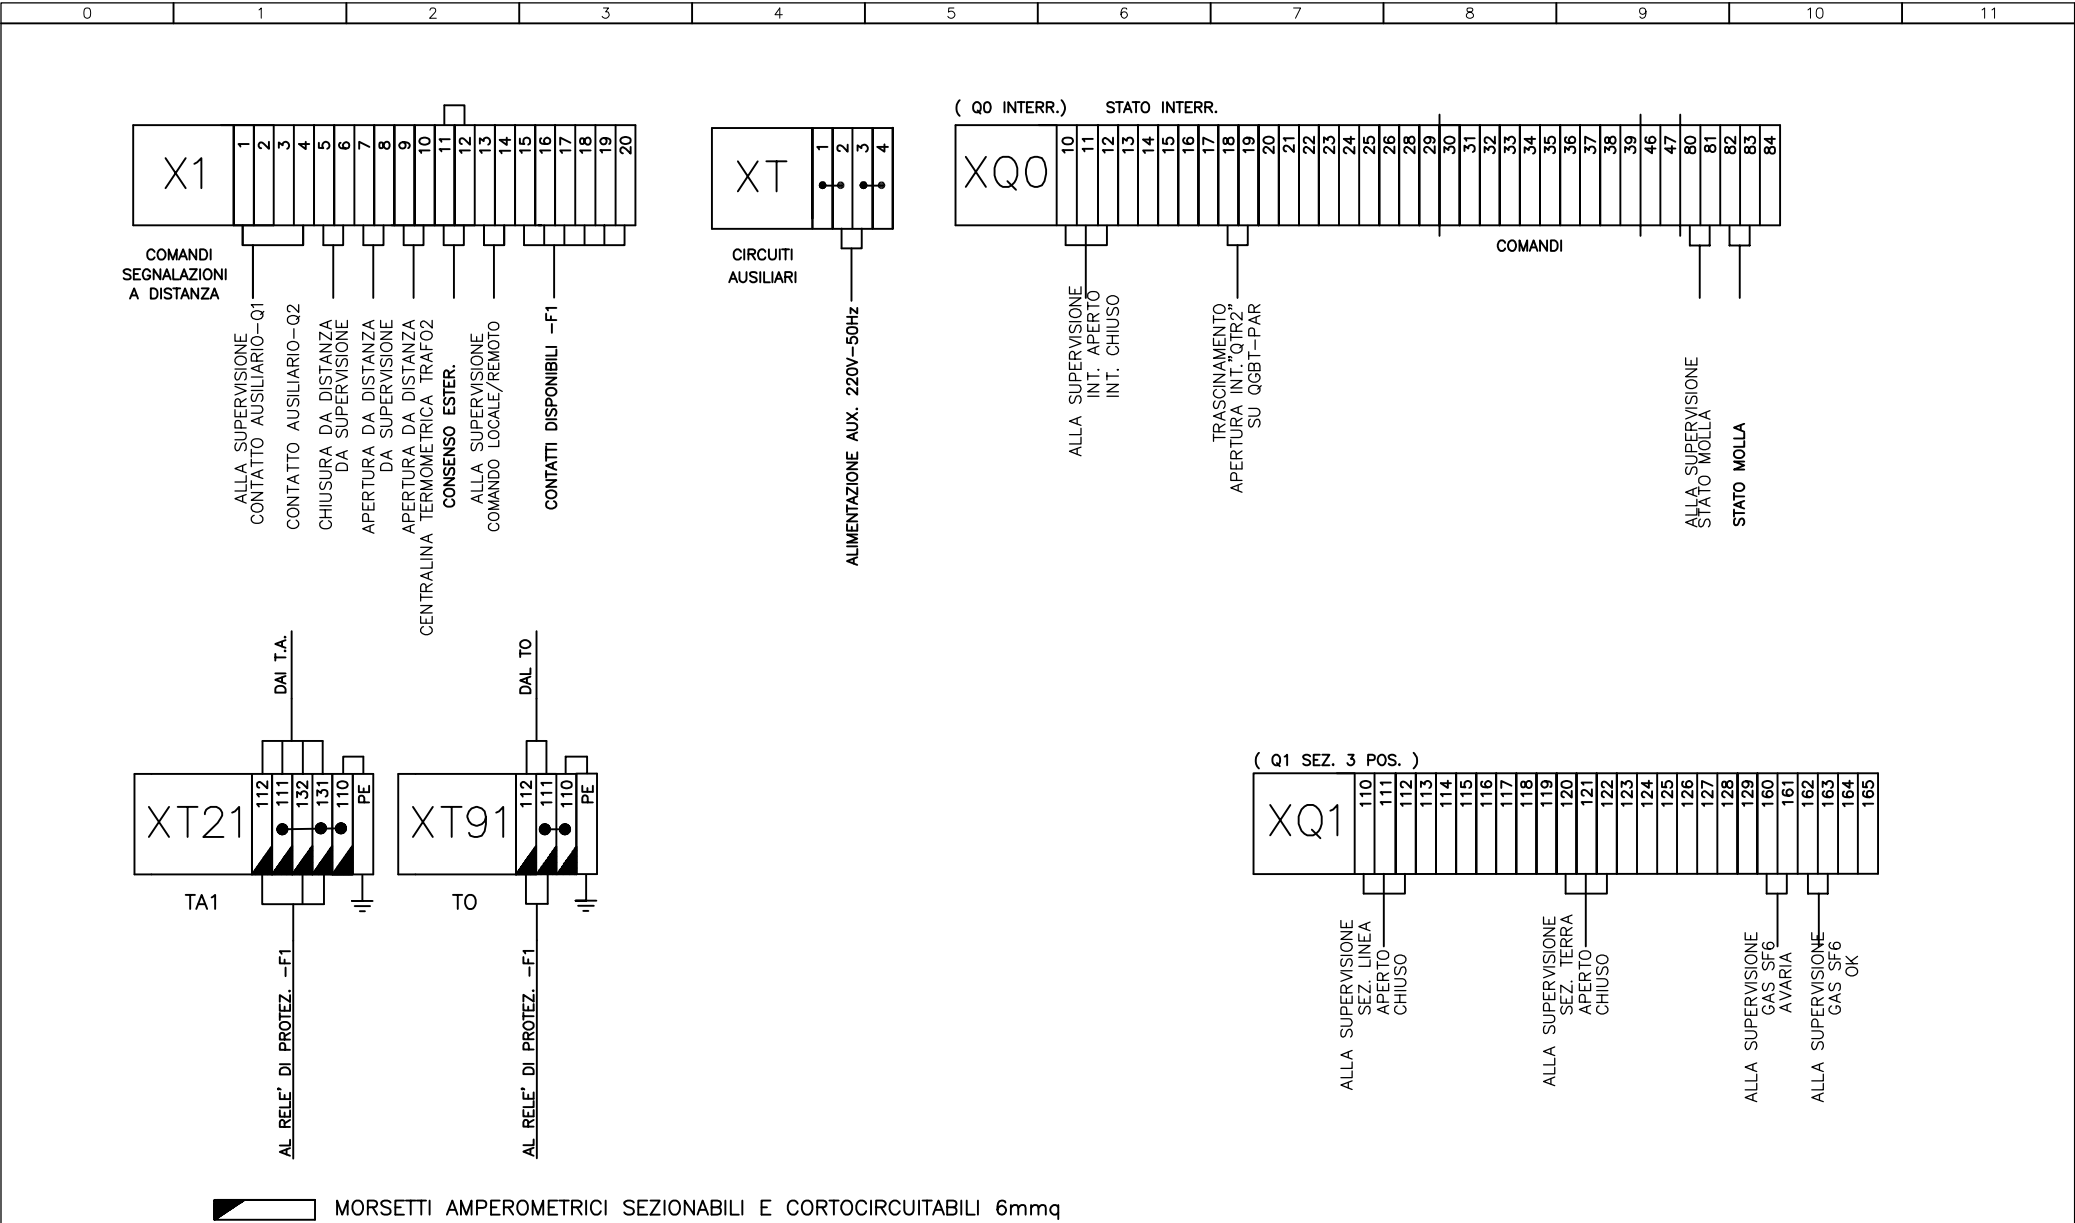 0 1 2 3 4 5 6 7 8 9 10 11
X1
1 2 3 4 5 6 7 8 9 10 11 12 13 14 15 16 17 18 19 20
COMANDI
SEGNALAZIONI
A DISTANZA
ALLA SUPERVISIONE
CONTATTO AUSILIARIO-Q1
CONTATTO AUSILIARIO-Q2
CHIUSURA DA DISTANZA
DA SUPERVISIONE
APERTURA DA DISTANZA
DA SUPERVISIONE
APERTURA DA DISTANZA
CENTRALINA TERMOMETRICA TRAFO2
CONSENSO ESTER.
ALLA SUPERVISIONE
COMANDO LOCALE/REMOTO
CONTATTI DISPONIBILI -F1
XT
1 2 3 4
CIRCUITI
AUSILIARI
ALIMENTAZIONE AUX. 220V-50Hz
( Q0 INTERR.) STATO INTERR.
XQ0
10 11 12 13 14 15 16 17 18 19 20 21 22 23 24 25 26 28 29 30 31 32 33 34 35 36 37 38 39 46 47 80 81 82 83 84
COMANDI
ALLA SUPERVISIONE
INT. APERTO
INT. CHIUSO
TRASCINAMENTO
APERTURA INT."QTR2"
SU QGBT-PAR
ALLA SUPERVISIONE
STATO MOLLA
STATO MOLLA
DAI T.A.
XT21
112 111 132 131 110 PE
TA1
AL RELE' DI PROTEZ. -F1
DAL TO
XT91
112 111 110 PE
TO
AL RELE' DI PROTEZ. -F1
( Q1 SEZ. 3 POS. )
XQ1
110 111 112 113 114 115 116 117 118 119 120 121 122 123 124 125 126 127 128 129 160 161 162 163 164 165
ALLA SUPERVISIONE
SEZ. LINEA
APERTO
CHIUSO
ALLA SUPERVISIONE
SEZ. TERRA
APERTO
CHIUSO
ALLA SUPERVISIONE
GAS SF6
AVARIA
ALLA SUPERVISIONE
GAS SF6
OK
MORSETTI AMPEROMETRICI SEZIONABILI E CORTOCIRCUITABILI 6mmq